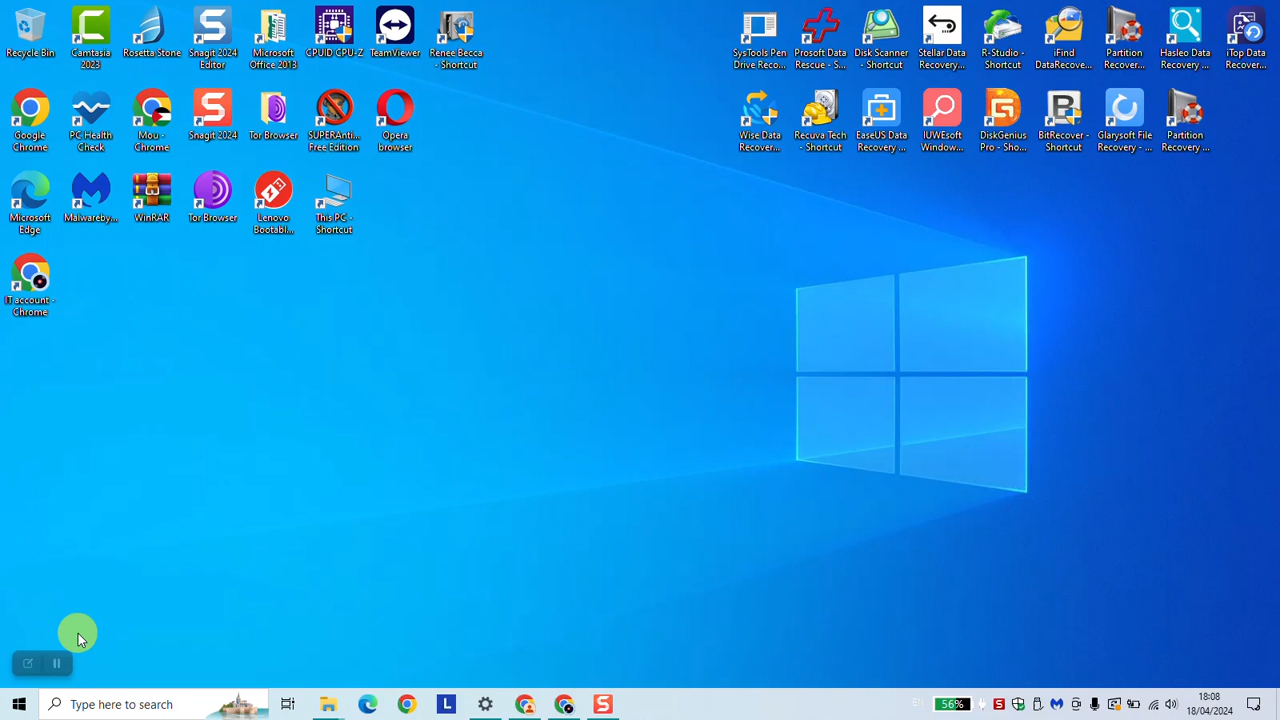 Recycle Bin
Camtasia
2023
Rosetta Stone
Snagit 2024
Editor
Microsoft
Office 2013
CPUID CPU-Z
TeamViewer
Renee Becca
- Shortcut
SysTools Pen
Drive Reco...
Prosoft Data
Rescue - S...
Disk Scanner
- Shortcut
Stellar Data
Recovery...
R-Studio -
Shortcut
iFind
DataRecove...
Partition
Recover...
Hasleo Data
Recovery ...
iTop Data
Recover...
Google
Chrome
PC Health
Check
Mou -
Chrome
Snagit 2024
Tor Browser
SUPERAnti...
Free Edition
Opera
browser
Wise Data
Recover...
Recuva Tech
- Shortcut
EaseUS Data
Recovery ...
IUWEsoft
Window...
DiskGenius
Pro - Sho...
BitRecover -
Shortcut
Glarysoft File
Recovery - ...
Partition
Recovery ...
Microsoft
Edge
Malwareby...
WinRAR
Tor Browser
Lenovo
Bootabl...
This PC -
Shortcut
IT account -
Chrome
Type here to search
L
EN
56%
18:08
18/04/2024